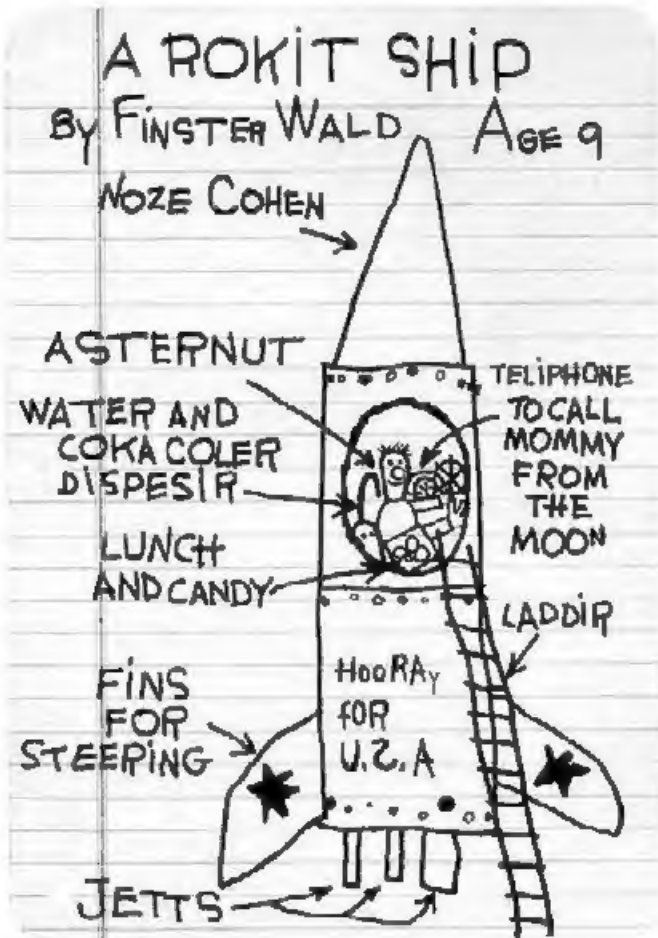 A ROKIT SHIP
BY FINSTER WALD AGE 9
NOZE COHEN
ASTERNUT
WATER AND
COKA COLER
DISPESIR
LUNCH
AND CANDY
TELIPHONE
TO CALL
MOMMY
FROM
THE
MOON
LADDIR
FINS
FOR
STEERING
HOORAY
FOR
U.S.A
JETTS